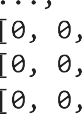 ...,
[0, 0,
[0, 0,
[0, 0,